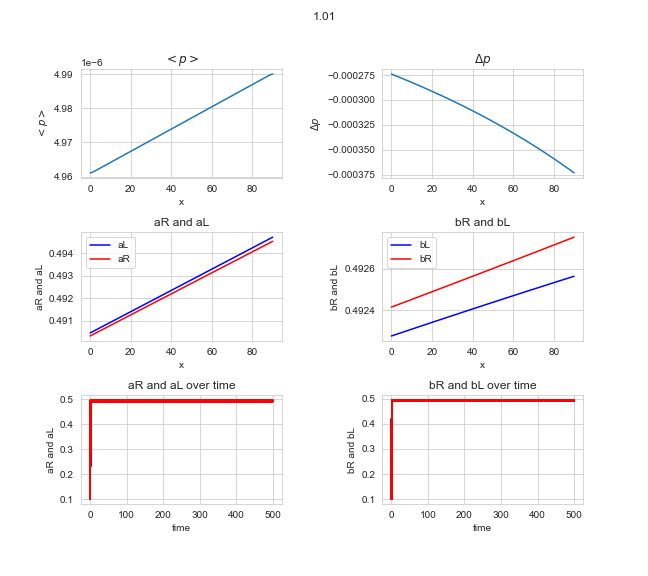 1.01
<p>
1e−6
4.99
4.98
4.97
4.96
<p>
0 20 40 60 80
x
Δp
−0.000275
−0.000300
−0.000325
−0.000350
−0.000375
Δp
0 20 40 60 80
x
aR and aL
aL
aR
0.494
0.493
0.492
0.491
aR and aL
0 20 40 60 80
x
bR and bL
bL
bR
0.4926
0.4924
bR and bL
0 20 40 60 80
x
aR and aL over time
0.5
0.4
0.3
0.2
0.1
aR and aL
0 100 200 300 400 500
time
bR and bL over time
0.5
0.4
0.3
0.2
0.1
bR and bL
0 100 200 300 400 500
time